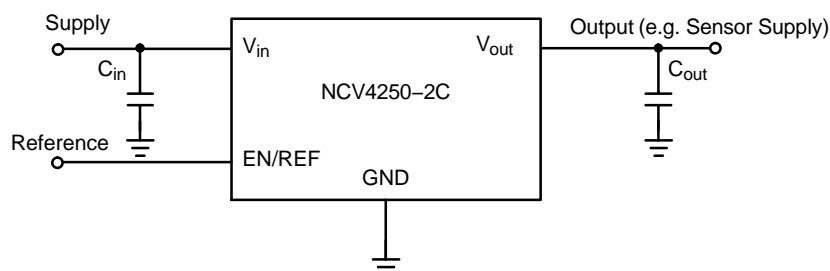 Supply
Output (e.g. Sensor Supply)
Vin
Vout
Cin
Cout
NCV4250−2C
Reference
EN/REF
GND